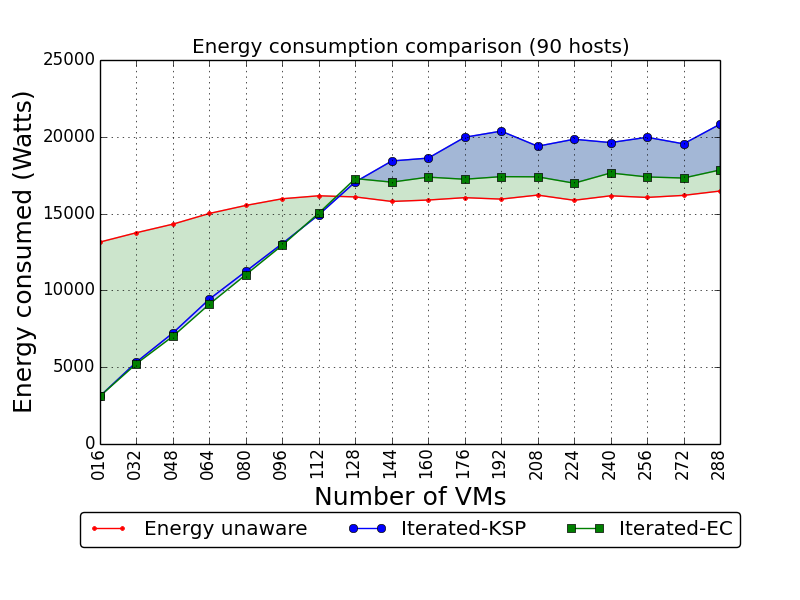 Energy consumption comparison (90 hosts)
25000
20000
15000
10000
5000
0
Energy consumed (Watts)
016 032 048 064 080 096 112 128 144 160 176 192 208 224 240 256 272 288
Number of VMs
Energy unaware Iterated-KSP Iterated-EC